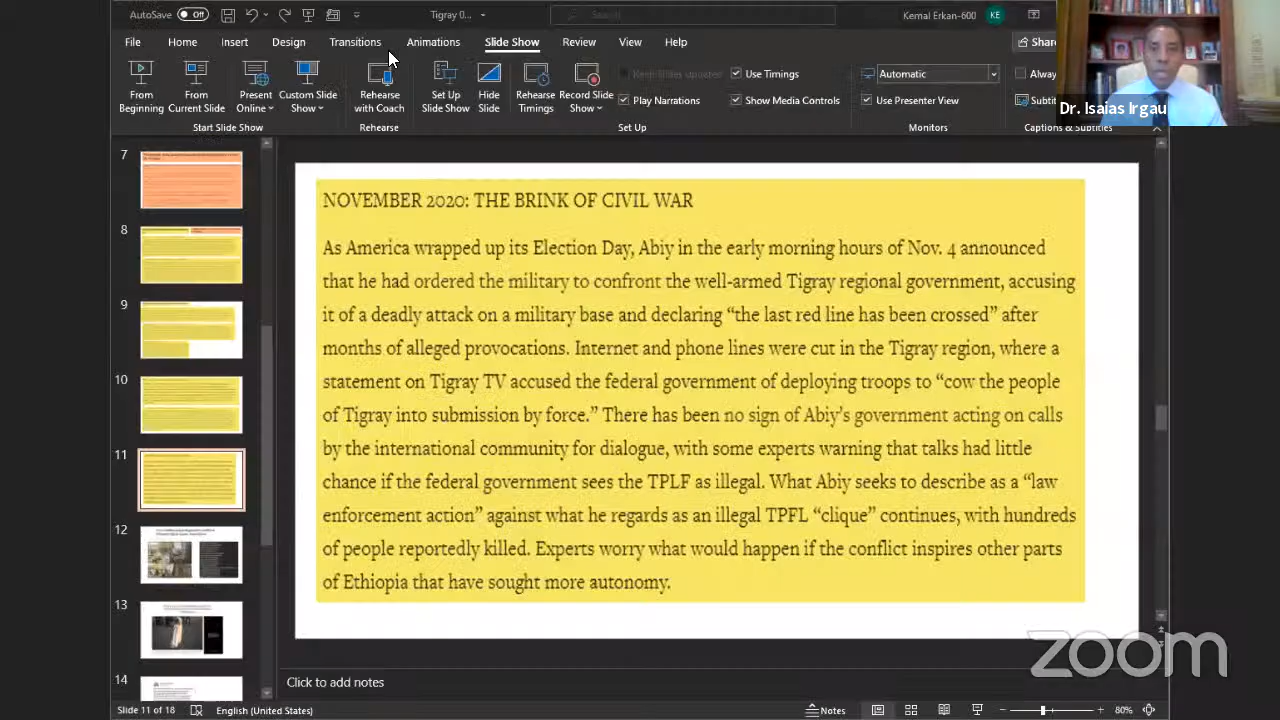 AutoSave Off Tigray 0... Search Kemal Erkan-600 KE
File Home Insert Design Transitions Animations Slide Show Review View Help Share
From Beginning
From Current Slide
Present Online
Custom Slide Show
Rehearse with Coach
Set Up Slide Show
Hide Slide
Rehearse Timings
Record Slide Show
Keep Slides Updated
Play Narrations
Use Timings
Show Media Controls
Automatic
Use Presenter View
Alway
Subtit
Start Slide Show Rehearse Set Up Monitors Captions & Subtitles
Dr. Isaias Irgau
7
8
9
10
11
12
13
14
NOVEMBER 2020: THE BRINK OF CIVIL WAR
As America wrapped up its Election Day, Abiy in the early morning hours of Nov. 4 announced
that he had ordered the military to confront the well-armed Tigray regional government, accusing
it of a deadly attack on a military base and declaring “the last red line has been crossed” after
months of alleged provocations. Internet and phone lines were cut in the Tigray region, where a
statement on Tigray TV accused the federal government of deploying troops to “cow the people
of Tigray into submission by force.” There has been no sign of Abiy’s government acting on calls
by the international community for dialogue, with some experts warning that talks had little
chance if the federal government sees the TPLF as illegal. What Abiy seeks to describe as a “law
enforcement action” against what he regards as an illegal TPFL “clique” continues, with hundreds
of people reportedly killed. Experts worry what would happen if the conflict inspires other parts
of Ethiopia that have sought more autonomy.
zoom
Click to add notes
Slide 11 of 18 English (United States) Notes 80%